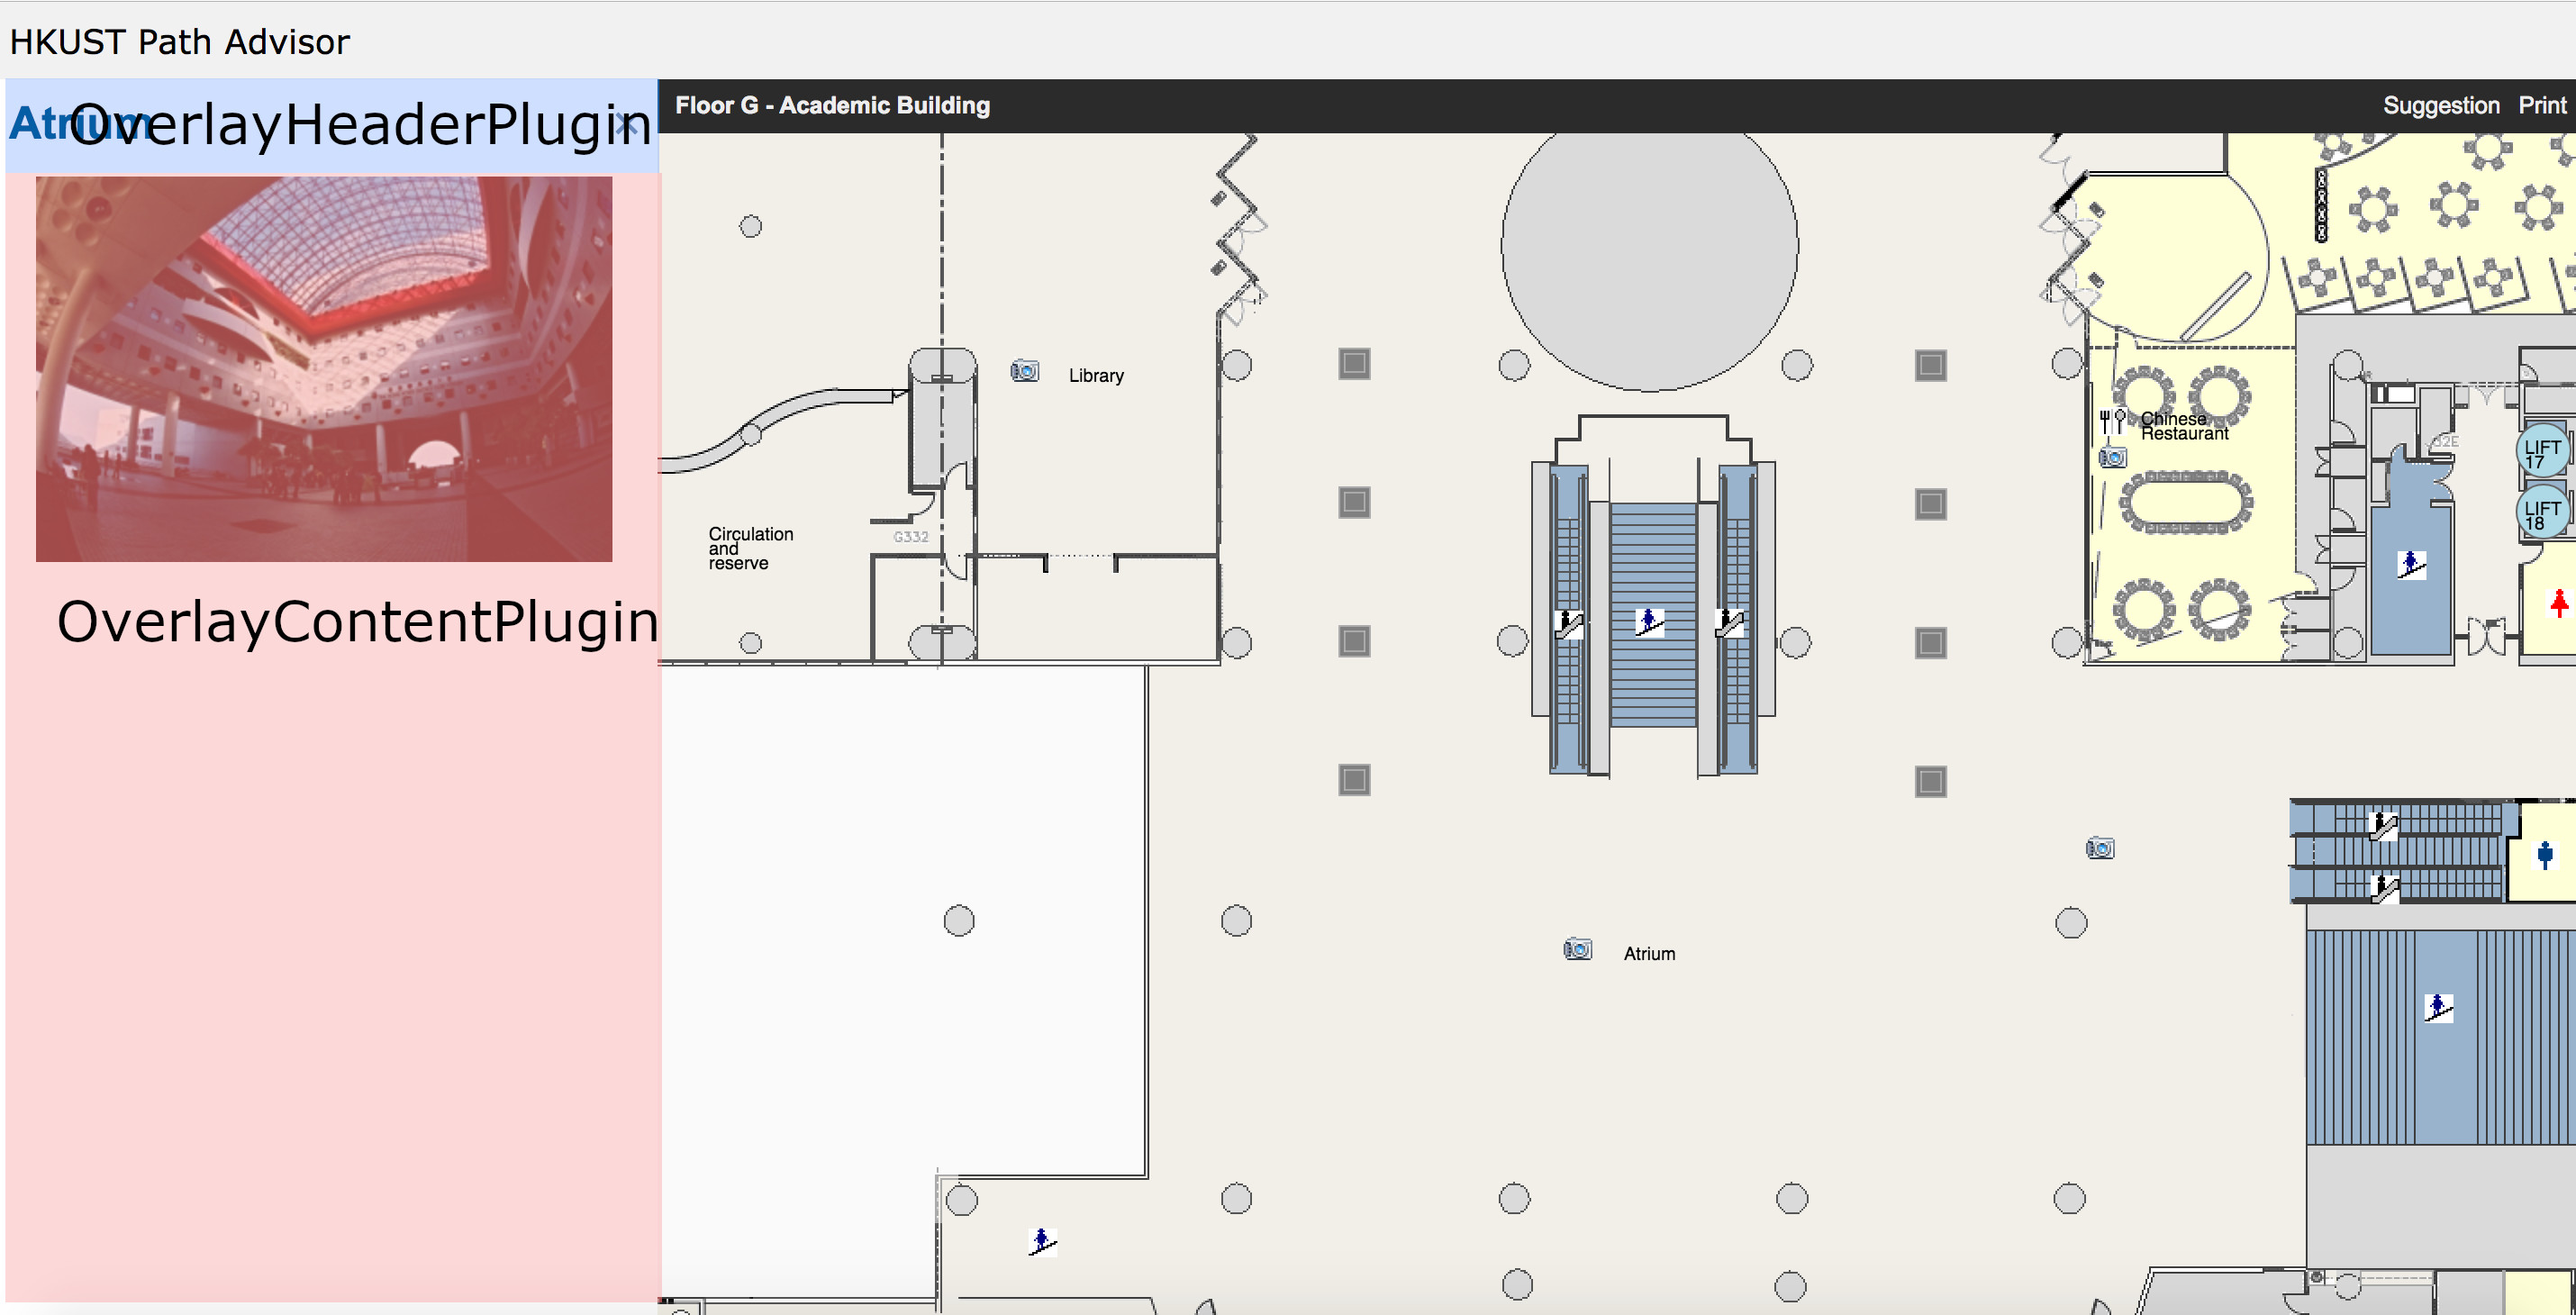 HKUST Path Advisor
Atrium
OverlayHeaderPlugin
×
Floor G - Academic Building
Suggestion Print
Library
Chinese
Restaurant
LIFT
17
LIFT
18
Circulation
and
reserve
G332
OverlayContentPlugin
Atrium